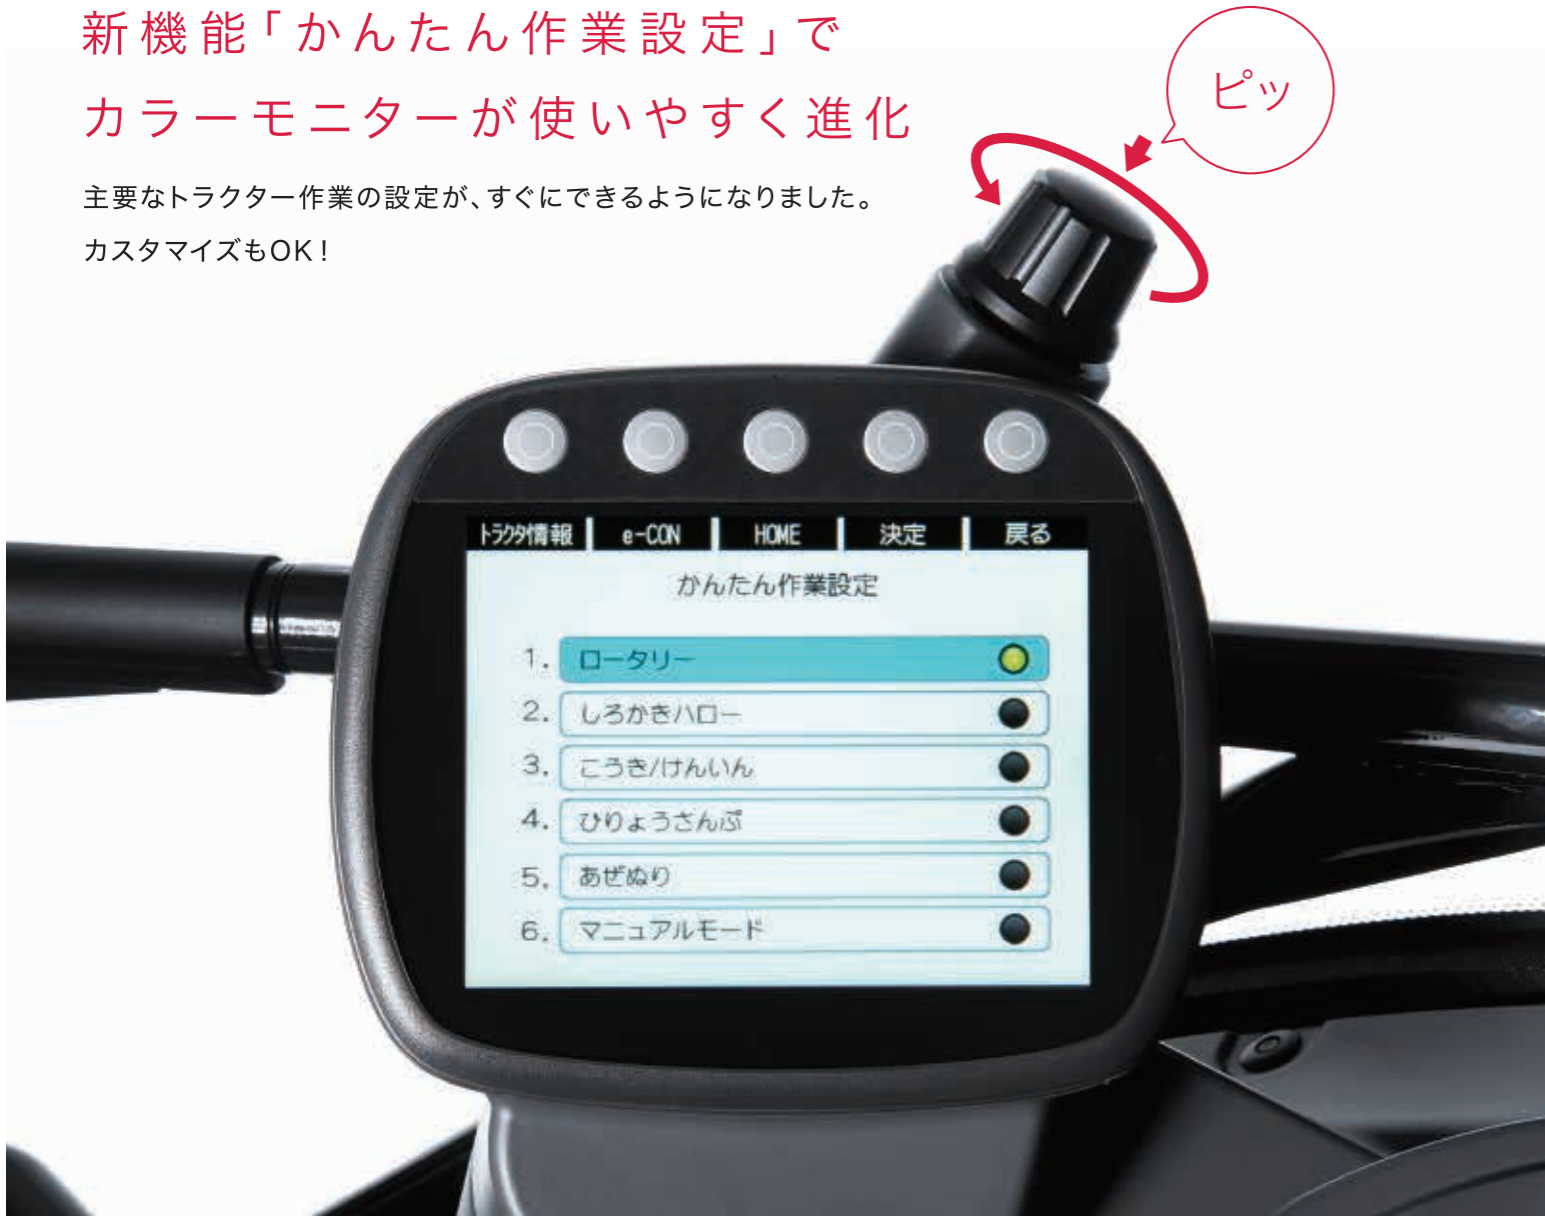 新機能「かんたん作業設定」で
カラーモニターが使いやすく進化
主要なトラクター作業の設定が、すぐにできるようになりました。
カスタマイズもOK！
ピッ
トラクタ情報 e-CON HOME 決定 戻る
かんたん作業設定
1. ロータリー
2. しろかきハロー
3. こうき/けんいん
4. ひりょうさんぷ
5. あぜぬり
6. マニュアルモード